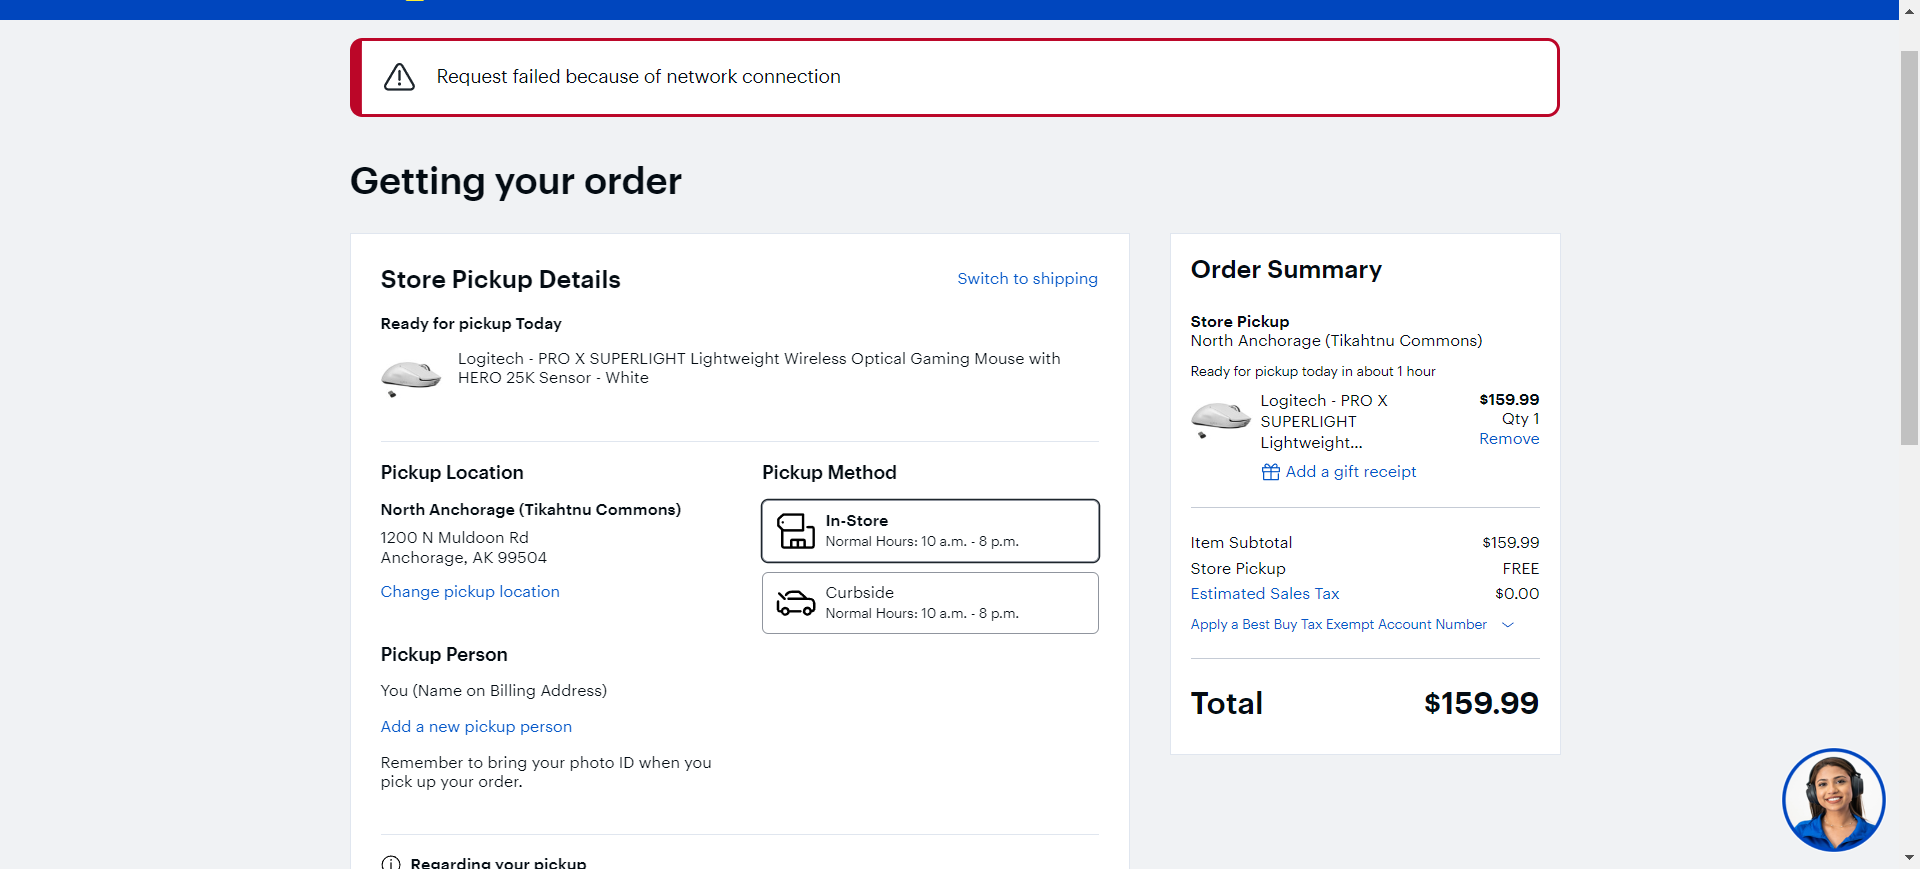 Request failed because of network connection
Getting your order
Store Pickup Details
Switch to shipping
Ready for pickup Today
Logitech - PRO X SUPERLIGHT Lightweight Wireless Optical Gaming Mouse with
HERO 25K Sensor - White
Pickup Location
North Anchorage (Tikahtnu Commons)
1200 N Muldoon Rd
Anchorage, AK 99504
Change pickup location
Pickup Method
In-Store
Normal Hours: 10 a.m. - 8 p.m.
Curbside
Normal Hours: 10 a.m. - 8 p.m.
Pickup Person
You (Name on Billing Address)
Add a new pickup person
Remember to bring your photo ID when you
pick up your order.
Regarding your pickup
Order Summary
Store Pickup
North Anchorage (Tikahtnu Commons)
Ready for pickup today in about 1 hour
Logitech - PRO X
SUPERLIGHT
Lightweight...
$159.99
Qty 1
Remove
Add a gift receipt
Item Subtotal $159.99
Store Pickup FREE
Estimated Sales Tax $0.00
Apply a Best Buy Tax Exempt Account Number
Total $159.99